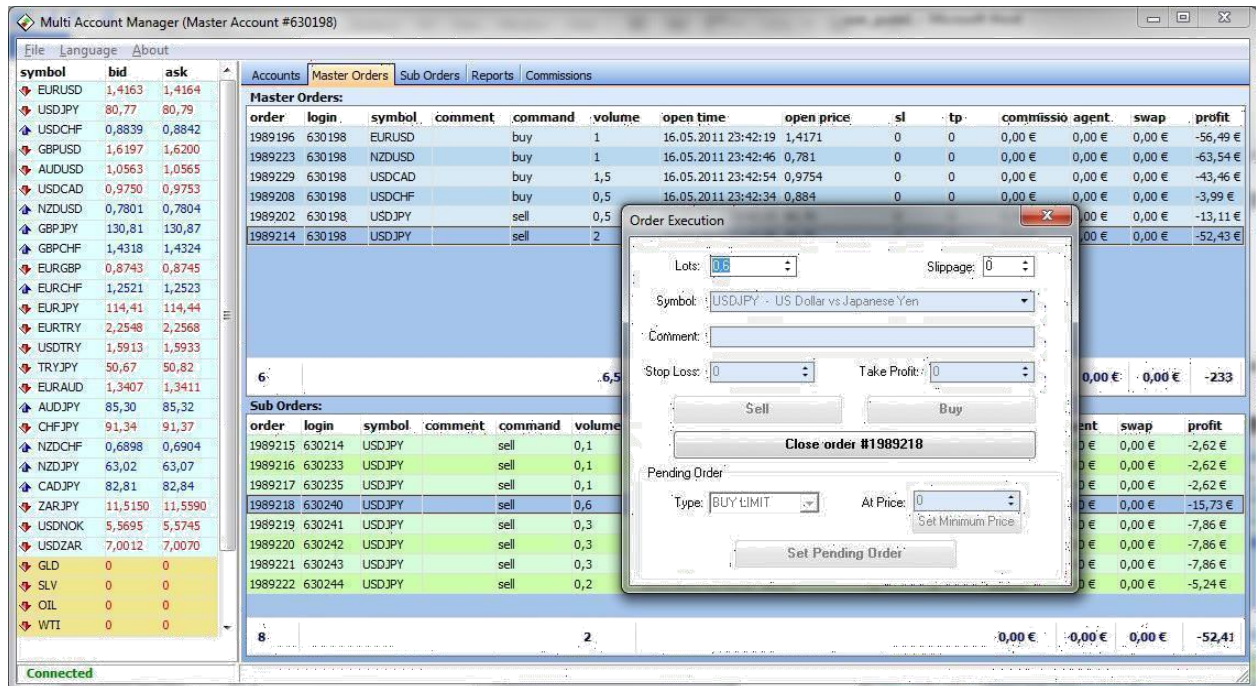 Multi Account Manager (Master Account #630198)
File Language About
symbol bid ask
EURUSD 1,4163 1,4164
USDJPY 80,77 80,79
USDCHF 0,8839 0,8842
GBPUSD 1,6197 1,6200
AUDUSD 1,0563 1,0565
USDCAD 0,9750 0,9753
NZDUSD 0,7801 0,7804
GBPJPY 130,81 130,87
GBPCHF 1,4318 1,4324
EURGBP 0,8743 0,8745
EURCHF 1,2521 1,2523
EURJPY 114,41 114,44
EURTRY 2,2548 2,2568
USDTRY 1,5913 1,5933
TRYJPY 50,67 50,82
EURAUD 1,3407 1,3411
AUDJPY 85,30 85,32
CHFJPY 91,34 91,37
NZDCHF 0,6898 0,6904
NZDJPY 63,02 63,07
CADJPY 82,81 82,84
ZARJPY 11,5150 11,5590
USDNOK 5,5695 5,5745
USDZAR 7,0012 7,0070
GLD 0 0
SLV 0 0
OIL 0 0
WTI 0 0
Connected
Accounts Master Orders Sub Orders Reports Commissions
Master Orders:
order login symbol comment command volume open time open price sl tp commissio agent swap profit
1989196 630198 EURUSD buy 1 16.05.2011 23:42:19 1,4171 0 0 0,00 € 0,00 € 0,00 € -56,49 €
1989223 630198 NZDUSD buy 1 16.05.2011 23:42:46 0,781 0 0 0,00 € 0,00 € 0,00 € -63,54 €
1989229 630198 USDCAD buy 1,5 16.05.2011 23:42:54 0,9754 0 0 0,00 € 0,00 € 0,00 € -43,46 €
1989208 630198 USDCHF buy 0,5 16.05.2011 23:42:34 0,884 0 0 0,00 € 0,00 € 0,00 € -3,99 €
1989202 630198 USDJPY sell 0,5 ,00 € 0,00 € -13,11 €
1989214 630198 USDJPY sell 2 ,00 € 0,00 € -52,43 €
6 6,5 0,00 € 0,00 € -233
Sub Orders:
order login symbol comment command volume ent swap profit
1989215 630214 USDJPY sell 0,1 0 € 0,00 € -2,62 €
1989216 630233 USDJPY sell 0,1 0 € 0,00 € -2,62 €
1989217 630235 USDJPY sell 0,1 0 € 0,00 € -2,62 €
1989218 630240 USDJPY sell 0,6 0 € 0,00 € -15,73 €
1989219 630241 USDJPY sell 0,3 0 € 0,00 € -7,86 €
1989220 630242 USDJPY sell 0,3 0 € 0,00 € -7,86 €
1989221 630243 USDJPY sell 0,3 0 € 0,00 € -7,86 €
1989222 630244 USDJPY sell 0,2 0 € 0,00 € -5,24 €
8 2 0,00 € 0,00 € 0,00 € -52,41
Order Execution
Lots: 0.6 Slippage: 0
Symbol: USDJPY - US Dollar vs Japanese Yen
Comment:
Stop Loss: 0 Take Profit: 0
Sell Buy
Close order #1989218
Pending Order
Type: BUY LIMIT At Price: 0
Set Minimum Price
Set Pending Order